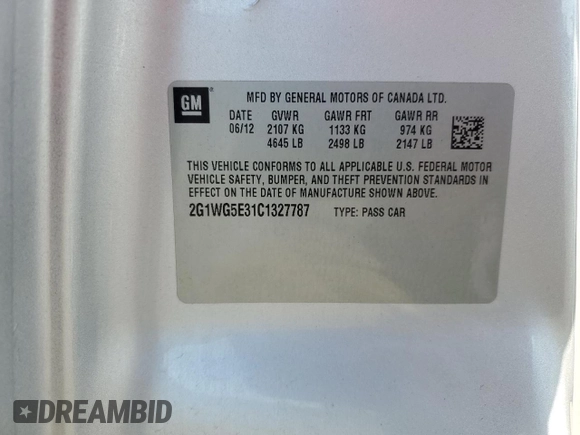 GM
MFD BY GENERAL MOTORS OF CANADA LTD.
DATE GVWR GAWR FRT GAWR RR
06/12 2107 KG 1133 KG 974 KG
4645 LB 2498 LB 2147 LB
THIS VEHICLE CONFORMS TO ALL APPLICABLE U.S. FEDERAL MOTOR
VEHICLE SAFETY, BUMPER, AND THEFT PREVENTION STANDARDS IN
EFFECT ON THE DATE OF MANUFACTURE SHOWN ABOVE.
2G1WG5E31C1327787 TYPE: PASS CAR
DREAMBID